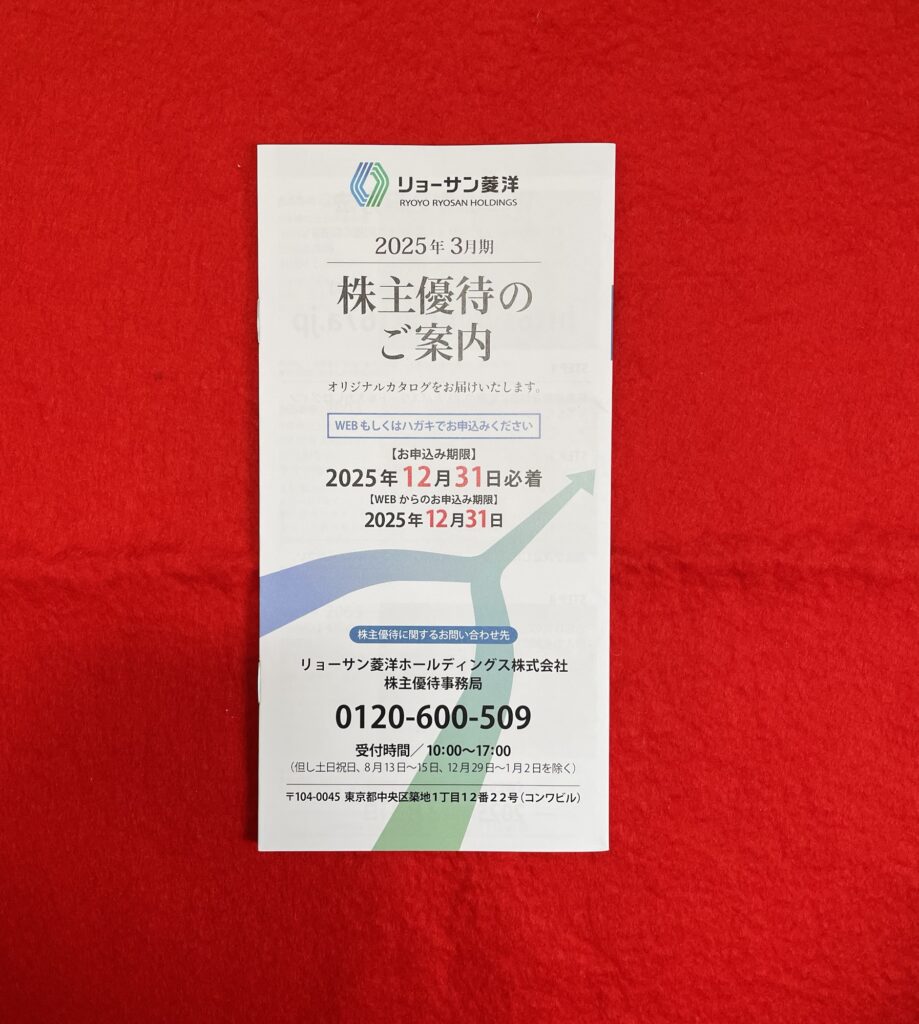 リョーサン菱洋
RYOYO RYOSAN HOLDINGS
2025年 3月期
株主優待の
ご案内
オリジナルカタログをお届けいたします。
WEBもしくはハガキでお申込みください
【お申込み期限】
2025年12月31日必着
【WEBからのお申込み期限】
2025年12月31日
株主優待に関するお問い合わせ先
リョーサン菱洋ホールディングス株式会社
株主優待事務局
0120-600-509
受付時間／10:00〜17:00
（但し土日祝日、8月13日〜15日、12月29日〜1月2日を除く）
〒104-0045 東京都中央区築地1丁目12番22号（コンワビル）